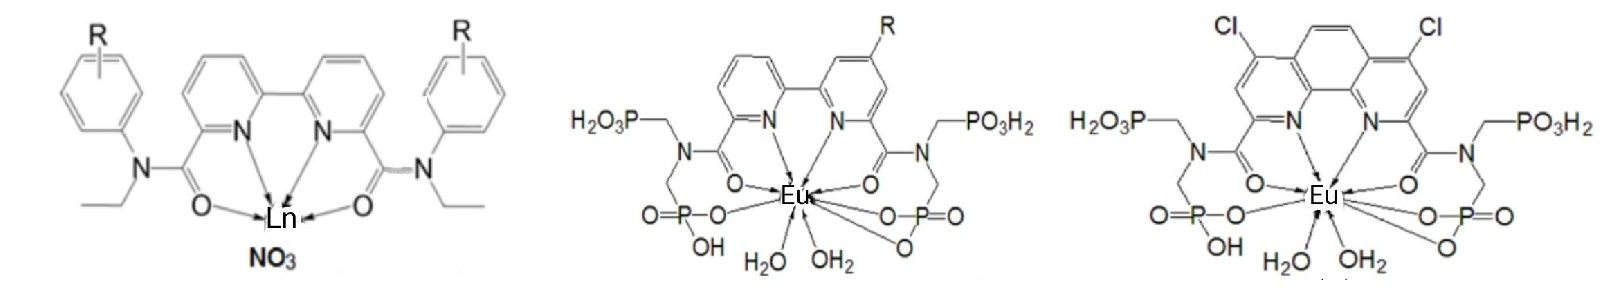 R R
N N
N N
O O
Ln
NO3
R
H2O3P N N PO3H2
N N
O Eu O
O=P-O O-P=O
OH O
H2O OH2
Cl Cl
H2O3P N N PO3H2
N N
O Eu O
O=P-O O-P=O
OH O
H2O OH2